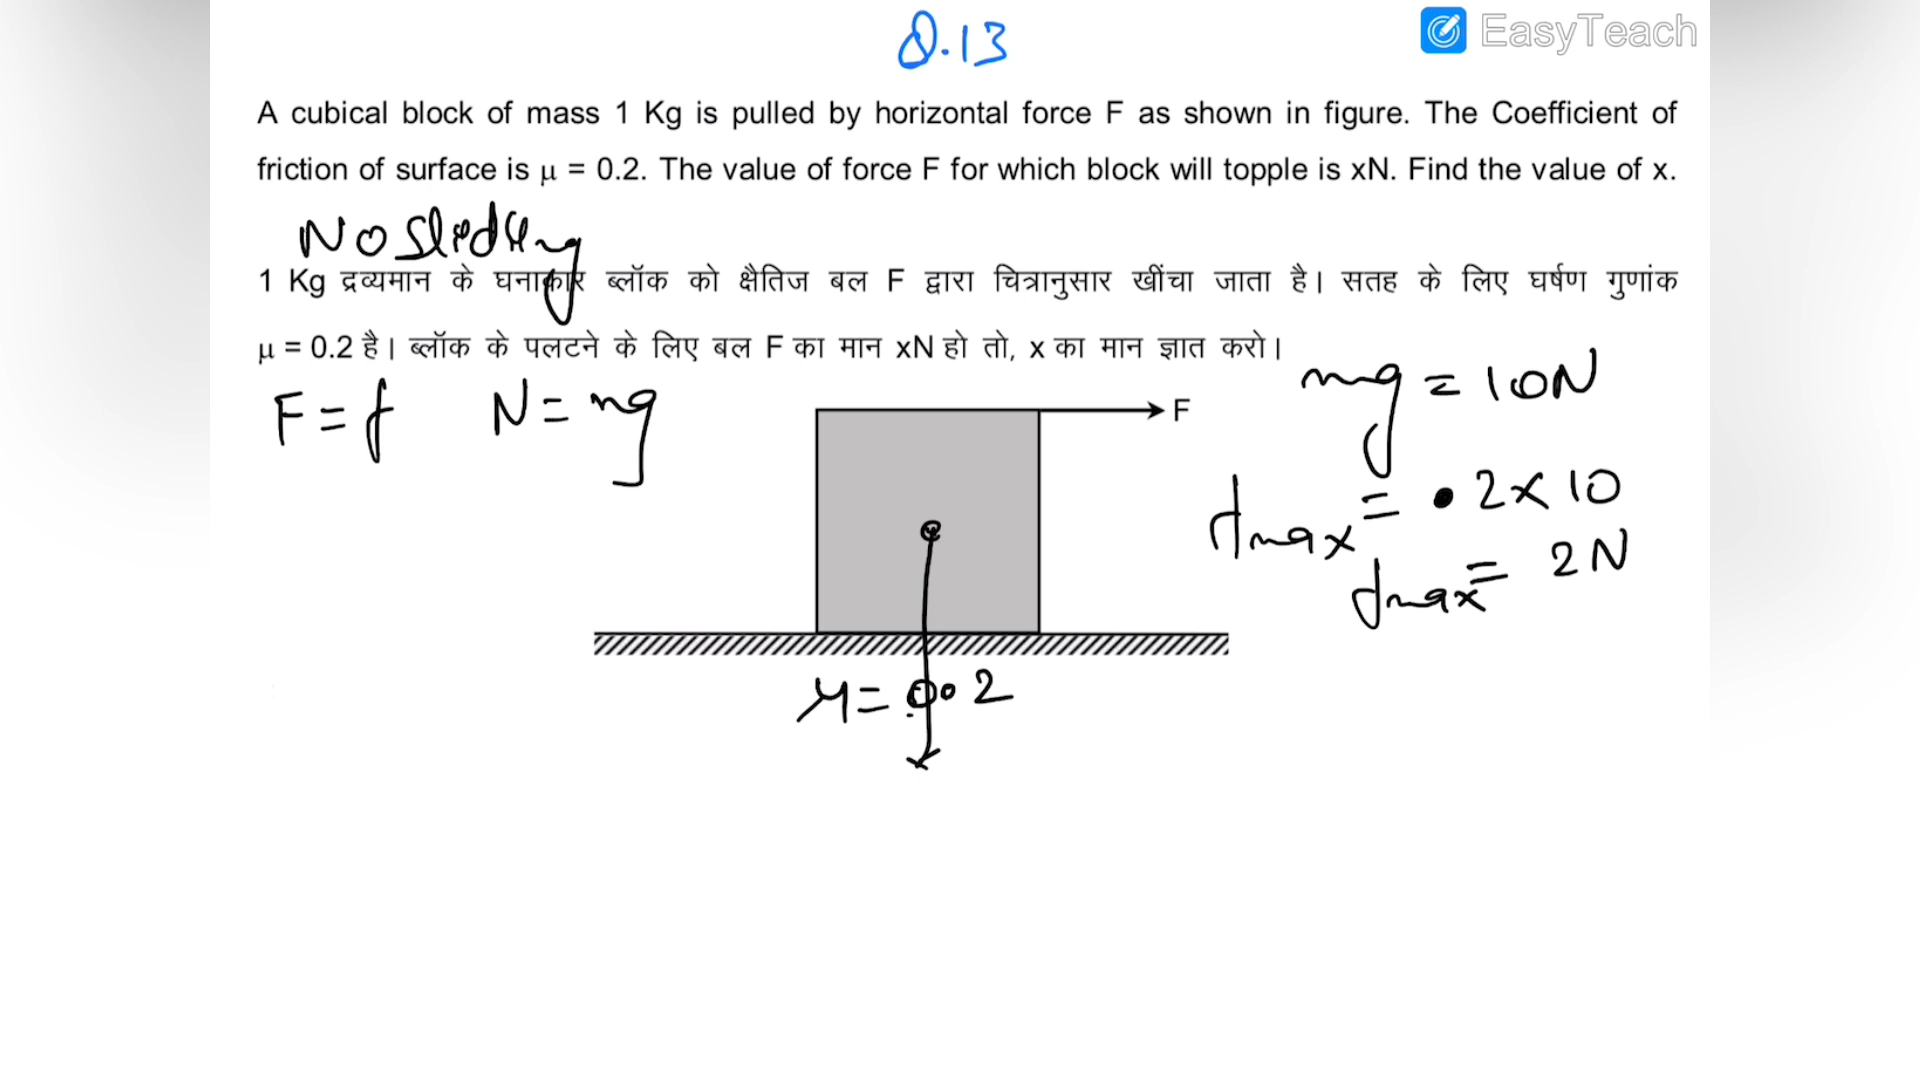 Q.13
EasyTeach
A cubical block of mass 1 Kg is pulled by horizontal force F as shown in figure. The Coefficient of
friction of surface is μ = 0.2. The value of force F for which block will topple is xN. Find the value of x.
No sliding
1 Kg द्रव्यमान के घनाकार ब्लॉक को क्षैतिज बल F द्वारा चित्रानुसार खींचा जाता है। सतह के लिए घर्षण गुणांक
μ = 0.2 है। ब्लॉक के पलटने के लिए बल F का मान xN हो तो, x का मान ज्ञात करो।
F = f N = mg
F
mg = 10N
fmax = .2 x 10
fmax = 2N
μ = 0.2